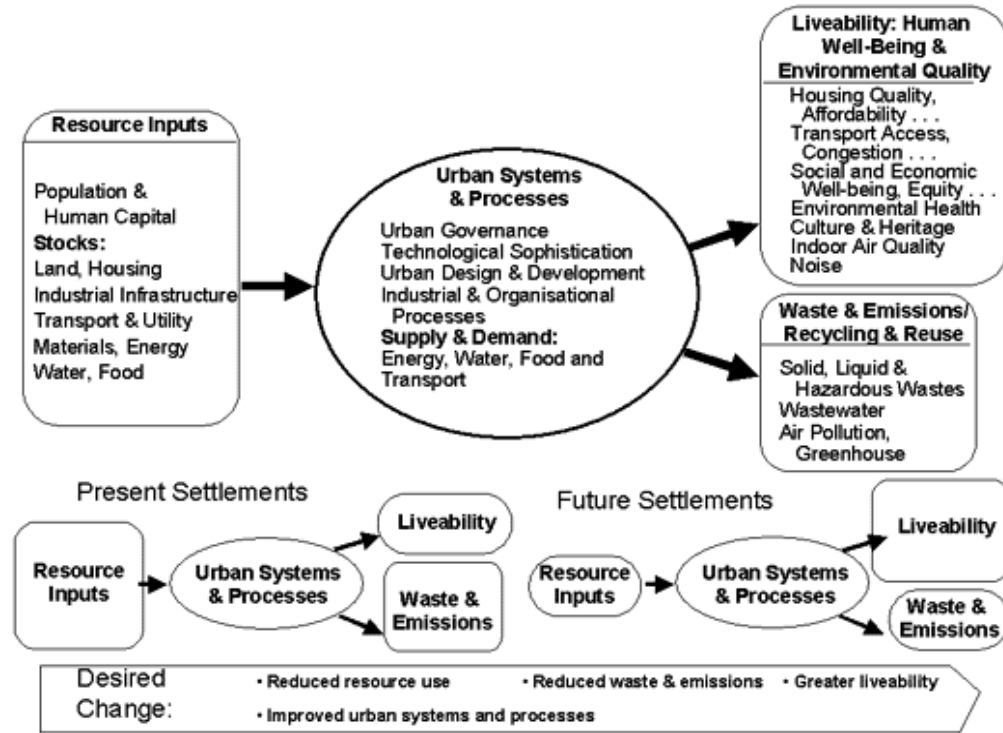 Resource Inputs
Population &
Human Capital
Stocks:
Land, Housing
Industrial Infrastructure
Transport & Utility
Materials, Energy
Water, Food
Urban Systems
& Processes
Urban Governance
Technological Sophistication
Urban Design & Development
Industrial & Organisational
Processes
Supply & Demand:
Energy, Water, Food and
Transport
Liveability: Human
Well-Being &
Environmental Quality
Housing Quality,
Affordability . . .
Transport Access,
Congestion . . .
Social and Economic
Well-being, Equity . . .
Environmental Health
Culture & Heritage
Indoor Air Quality
Noise
Waste & Emissions/
Recycling & Reuse
Solid, Liquid &
Hazardous Wastes
Wastewater
Air Pollution,
Greenhouse
Present Settlements
Resource
Inputs
Urban Systems
& Processes
Liveability
Waste &
Emissions
Future Settlements
Resource
Inputs
Urban Systems
& Processes
Liveability
Waste &
Emissions
Desired
Change:
• Reduced resource use
• Reduced waste & emissions
• Greater liveability
• Improved urban systems and processes